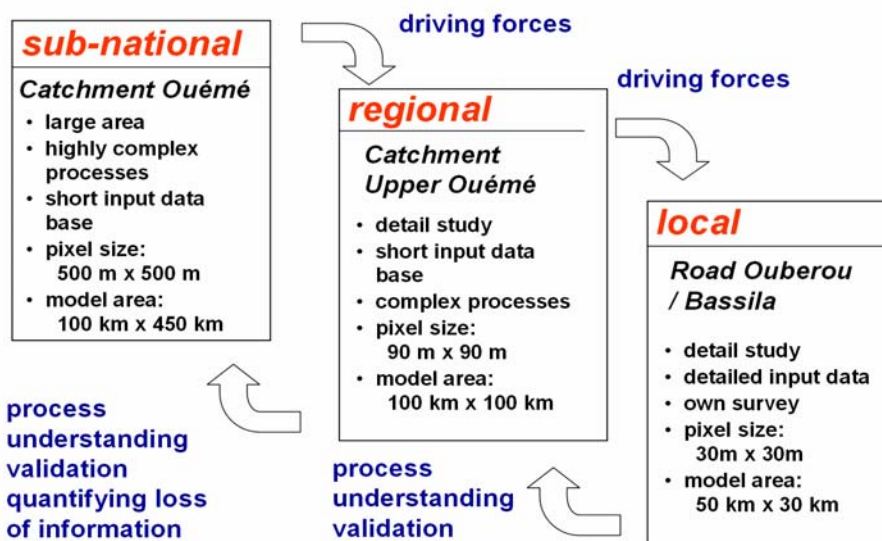 sub-national
Catchment Ouémé
• large area
• highly complex
processes
• short input data
base
• pixel size:
500 m x 500 m
• model area:
100 km x 450 km
driving forces
regional
Catchment
Upper Ouémé
• detail study
• short input data
base
• complex processes
• pixel size:
90 m x 90 m
• model area:
100 km x 100 km
driving forces
local
Road Ouberou
/ Bassila
• detail study
• detailed input data
• own survey
• pixel size:
30m x 30m
• model area:
50 km x 30 km
process
understanding
validation
quantifying loss
of information
process
understanding
validation